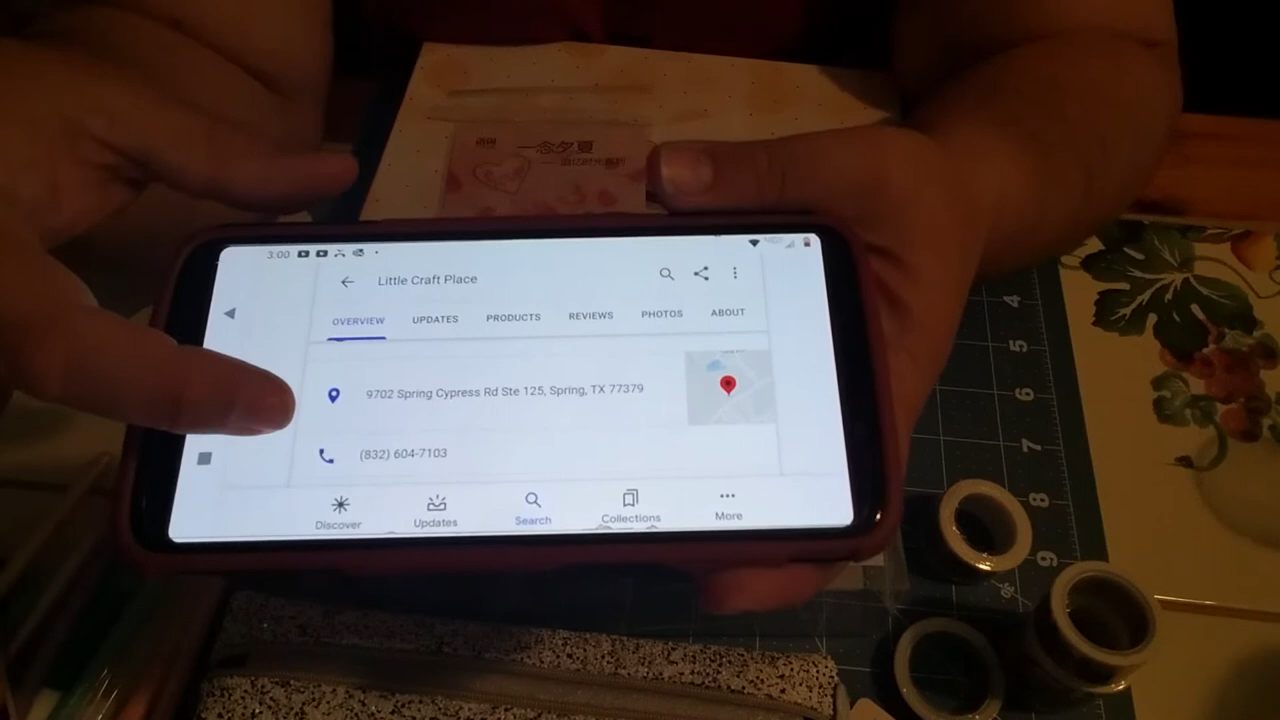 一念夕夏
3:00
Little Craft Place
OVERVIEW UPDATES PRODUCTS REVIEWS PHOTOS ABOUT
9702 Spring Cypress Rd Ste 125, Spring, TX 77379
(832) 604-7103
Discover Updates Search Collections More
4
5
6
7
8
9